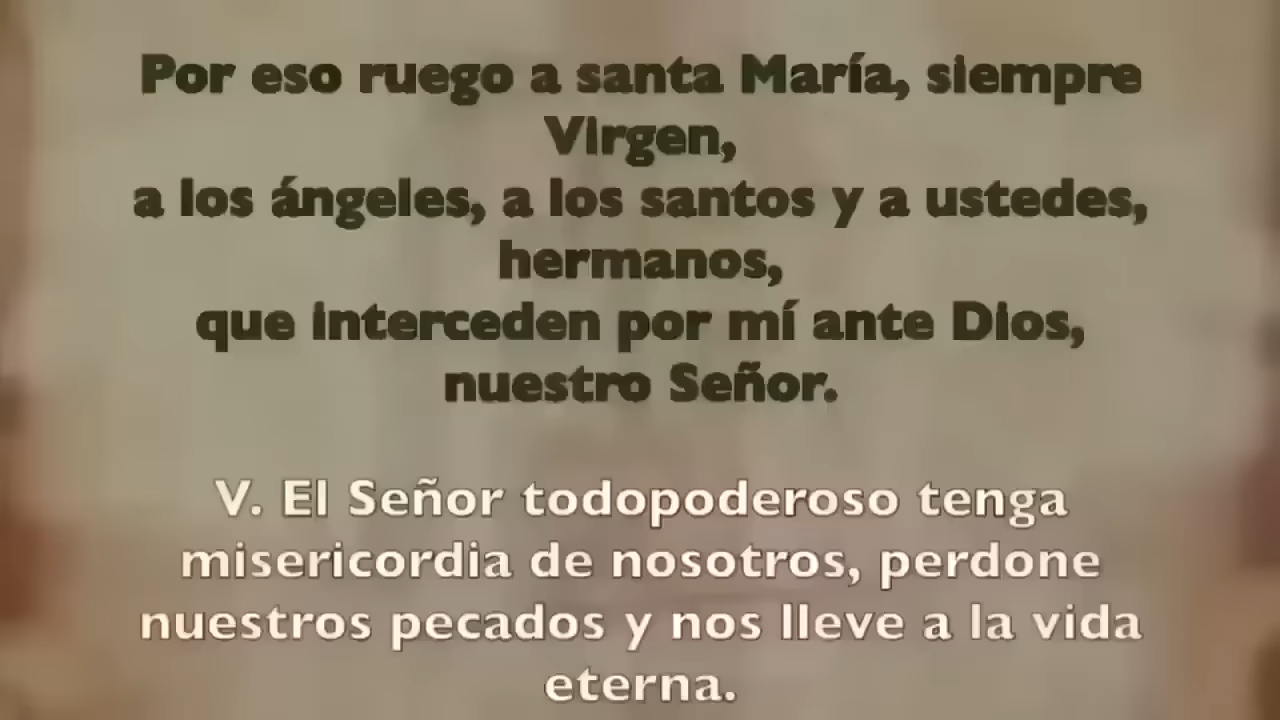 Por eso ruego a santa María, siempre
Virgen,
a los ángeles, a los santos y a ustedes,
hermanos,
que interceden por mí ante Dios,
nuestro Señor.
V. El Señor todopoderoso tenga
misericordia de nosotros, perdone
nuestros pecados y nos lleve a la vida
eterna.